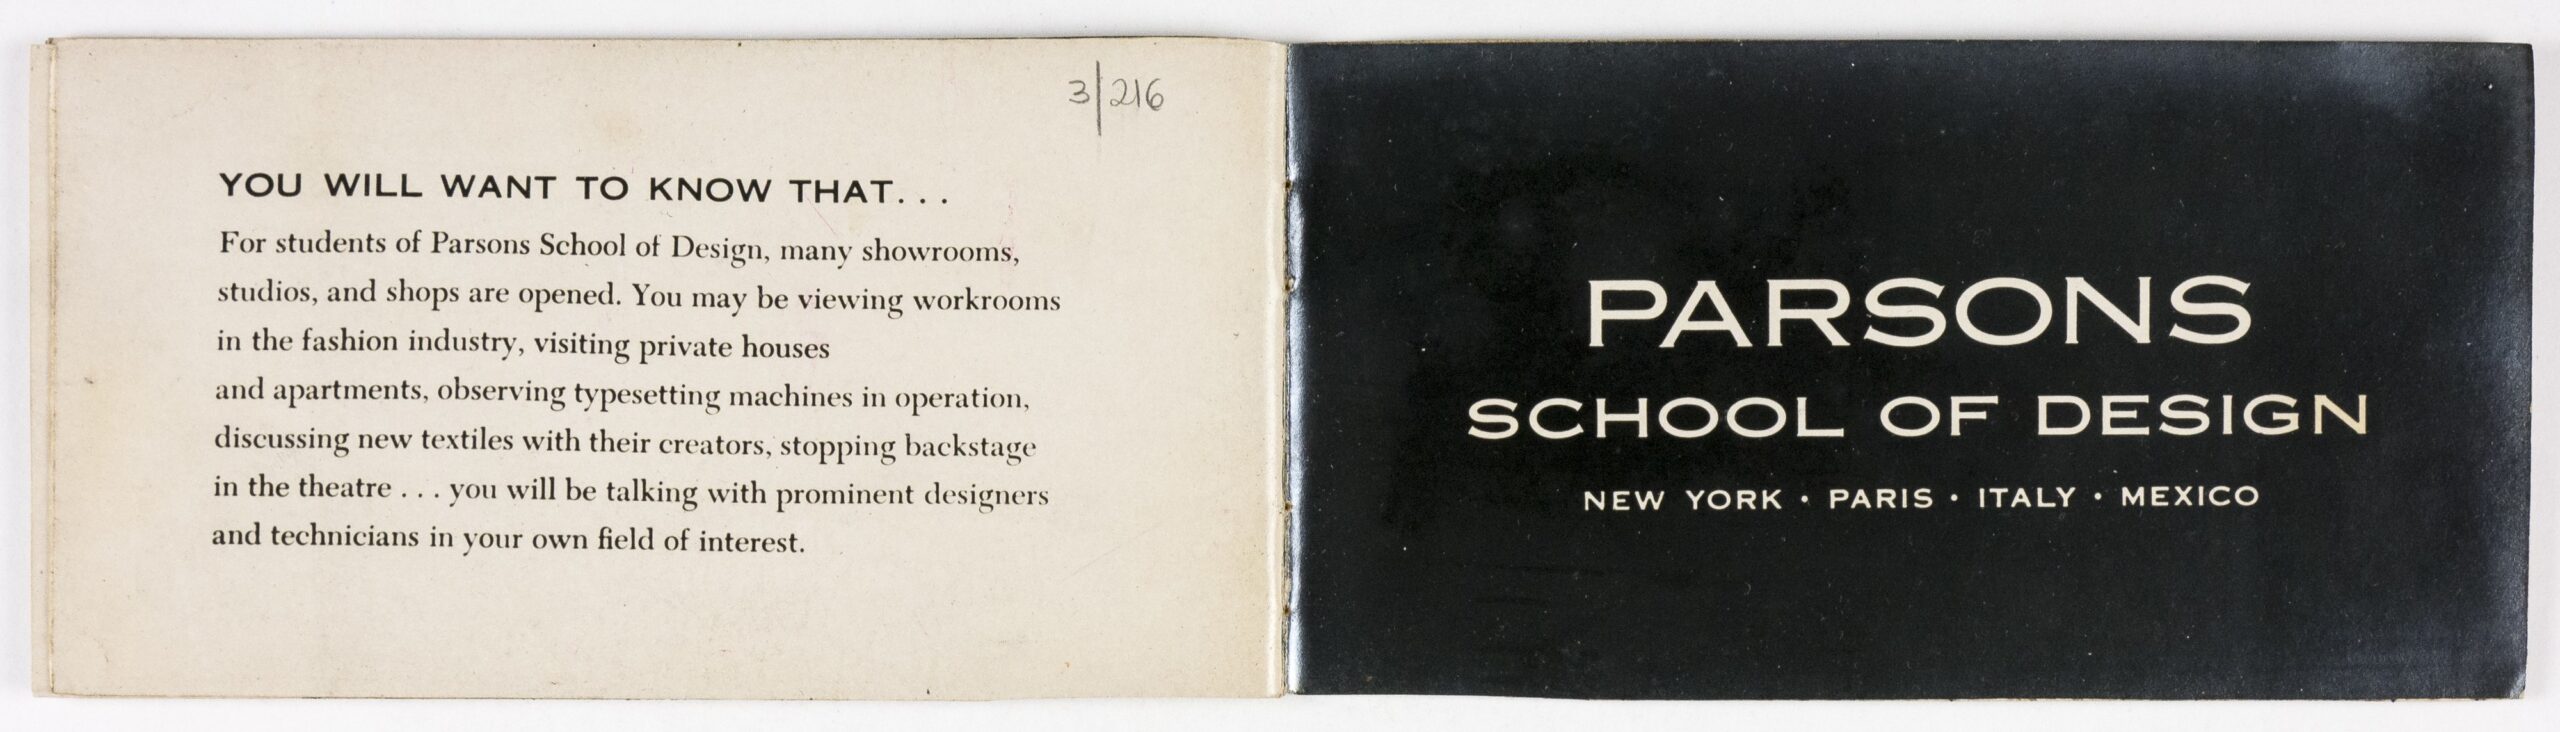 3/216
YOU WILL WANT TO KNOW THAT...
For students of Parsons School of Design, many showrooms,
studios, and shops are opened. You may be viewing workrooms
in the fashion industry, visiting private houses
and apartments, observing typesetting machines in operation,
discussing new textiles with their creators, stopping backstage
in the theatre . . . you will be talking with prominent designers
and technicians in your own field of interest.
PARSONS
SCHOOL OF DESIGN
NEW YORK • PARIS • ITALY • MEXICO